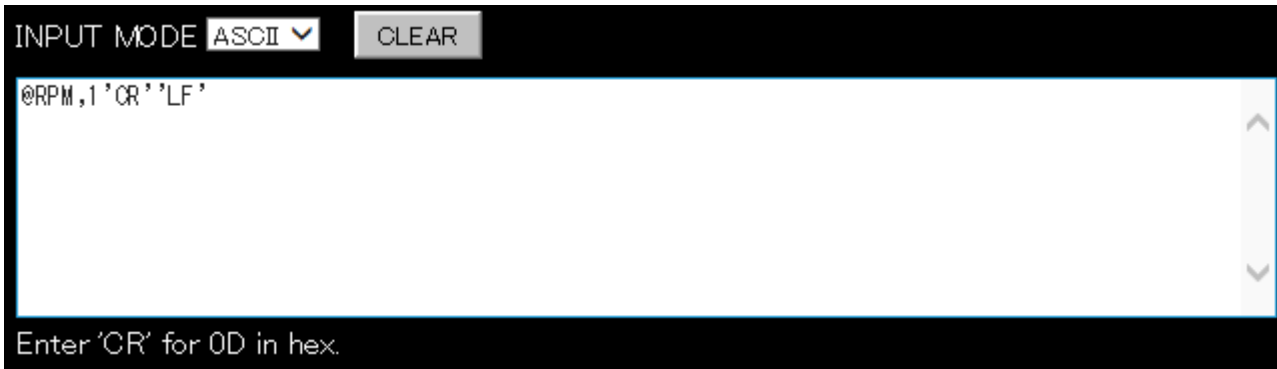 INPUT MODE ASCII CLEAR
@RPM,1'CR''LF'
Enter 'CR' for 0D in hex.